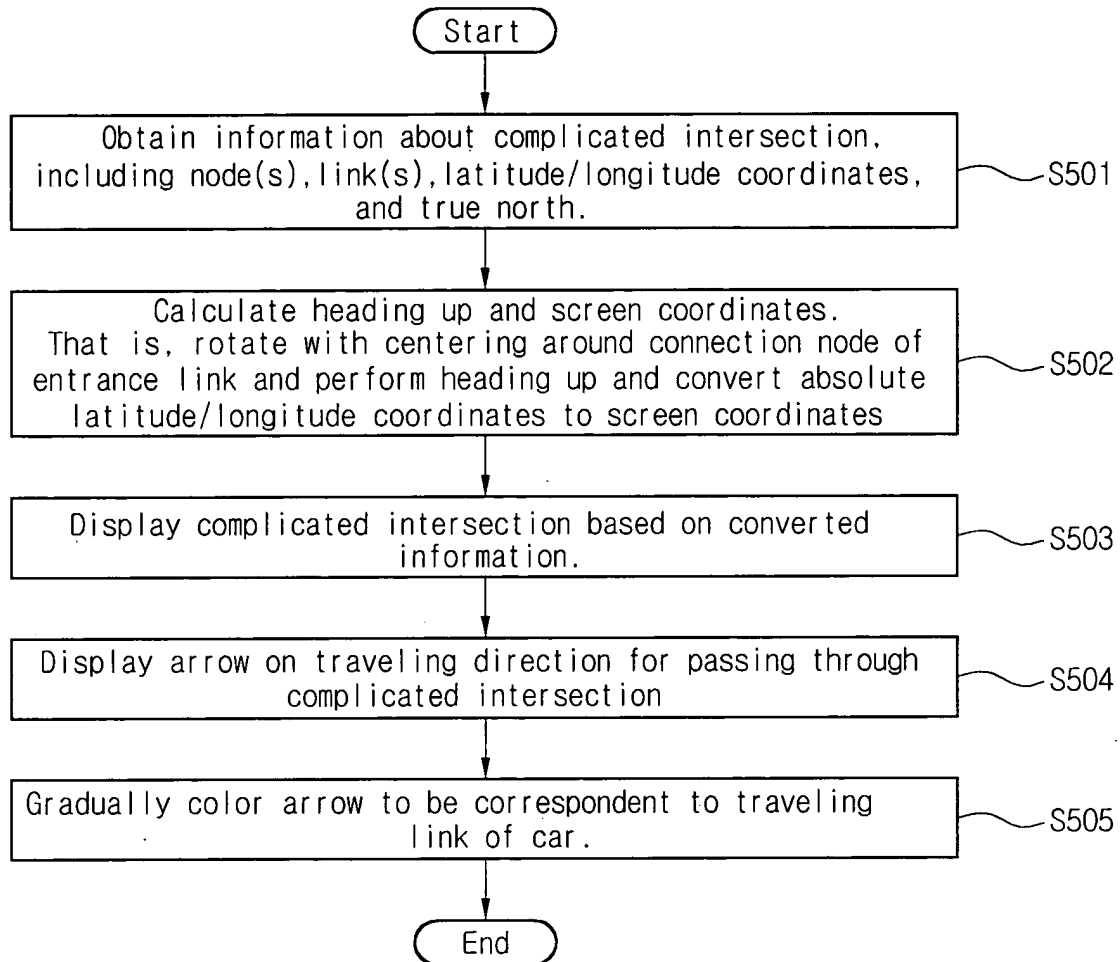 Start
Obtain information about complicated intersection,
including node(s), link(s), latitude/longitude coordinates,
and true north.
S501
Calculate heading up and screen coordinates.
That is, rotate with centering around connection node of
entrance link and perform heading up and convert absolute
latitude/longitude coordinates to screen coordinates
S502
Display complicated intersection based on converted
information.
S503
Display arrow on traveling direction for passing through
complicated intersection
S504
Gradually color arrow to be correspondent to traveling
link of car.
S505
End